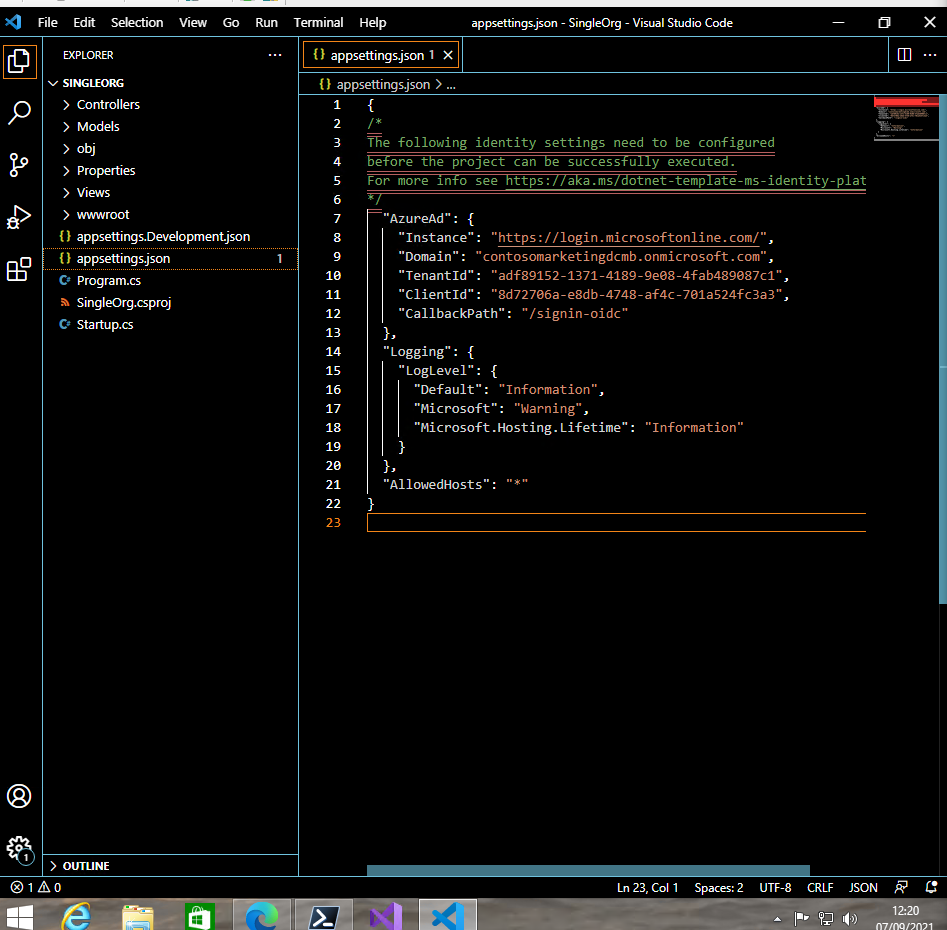 File Edit Selection View Go Run Terminal Help appsettings.json - SingleOrg - Visual Studio Code
EXPLORER
SINGLEORG
Controllers
Models
obj
Properties
Views
wwwroot
{} appsettings.Development.json
{} appsettings.json 1
C# Program.cs
SingleOrg.csproj
C# Startup.cs
OUTLINE
1
{} appsettings.json 1
{} appsettings.json > ...
1 {
2 /*
3 The following identity settings need to be configured
4 before the project can be successfully executed.
5 For more info see https://aka.ms/dotnet-template-ms-identity-plat
6 */
7 "AzureAd": {
8 "Instance": "https://login.microsoftonline.com/",
9 "Domain": "contosomarketingdcmb.onmicrosoft.com",
10 "TenantId": "adf89152-1371-4189-9e08-4fab489087c1",
11 "ClientId": "8d72706a-e8db-4748-af4c-701a524fc3a3",
12 "CallbackPath": "/signin-oidc"
13 },
14 "Logging": {
15 "LogLevel": {
16 "Default": "Information",
17 "Microsoft": "Warning",
18 "Microsoft.Hosting.Lifetime": "Information"
19 }
20 },
21 "AllowedHosts": "*"
22 }
23
1 0 Ln 23, Col 1 Spaces: 2 UTF-8 CRLF JSON
12:20
07/09/2021